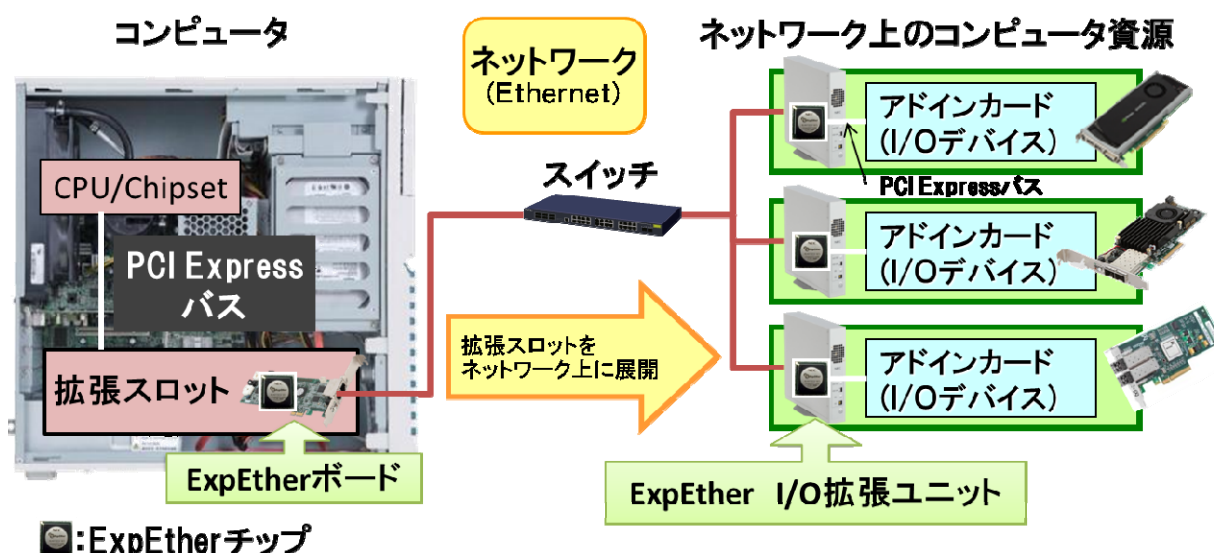 コンピュータ
ネットワーク
(Ethernet)
ネットワーク上のコンピュータ資源
CPU/Chipset
PCI Express
バス
拡張スロット
ExpEtherボード
:ExpEtherチップ
スイッチ
拡張スロットを
ネットワーク上に展開
アドインカード
(I/Oデバイス)
PCI Expressバス
アドインカード
(I/Oデバイス)
アドインカード
(I/Oデバイス)
ExpEther I/O拡張ユニット